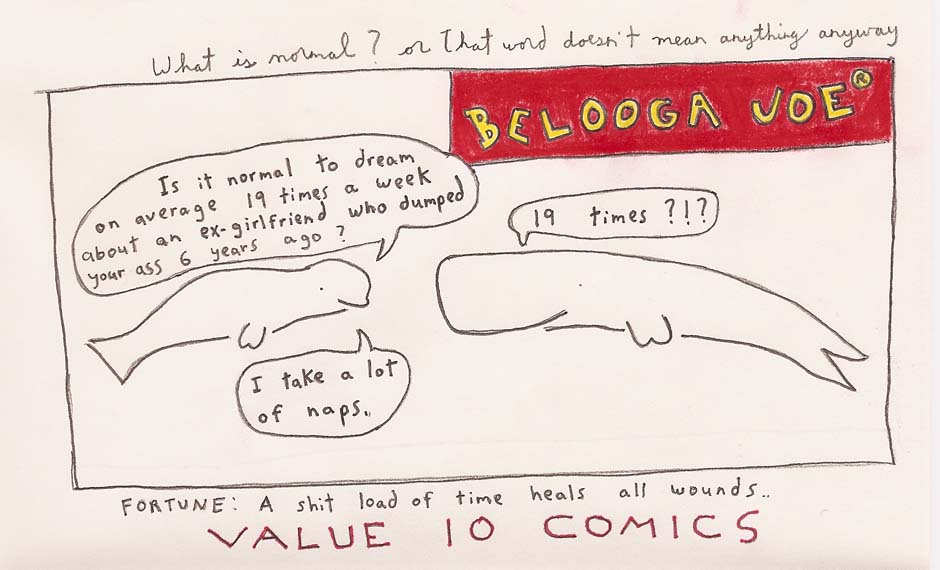 What is normal? or That word doesn't mean anything anyway
BELOOGA JOE®
Is it normal to dream
on average 19 times a week
about an ex-girlfriend who dumped
your ass 6 years ago?
19 times?!?
I take a lot
of naps..
FORTUNE: A shit load of time heals all wounds..
VALUE 10 COMICS